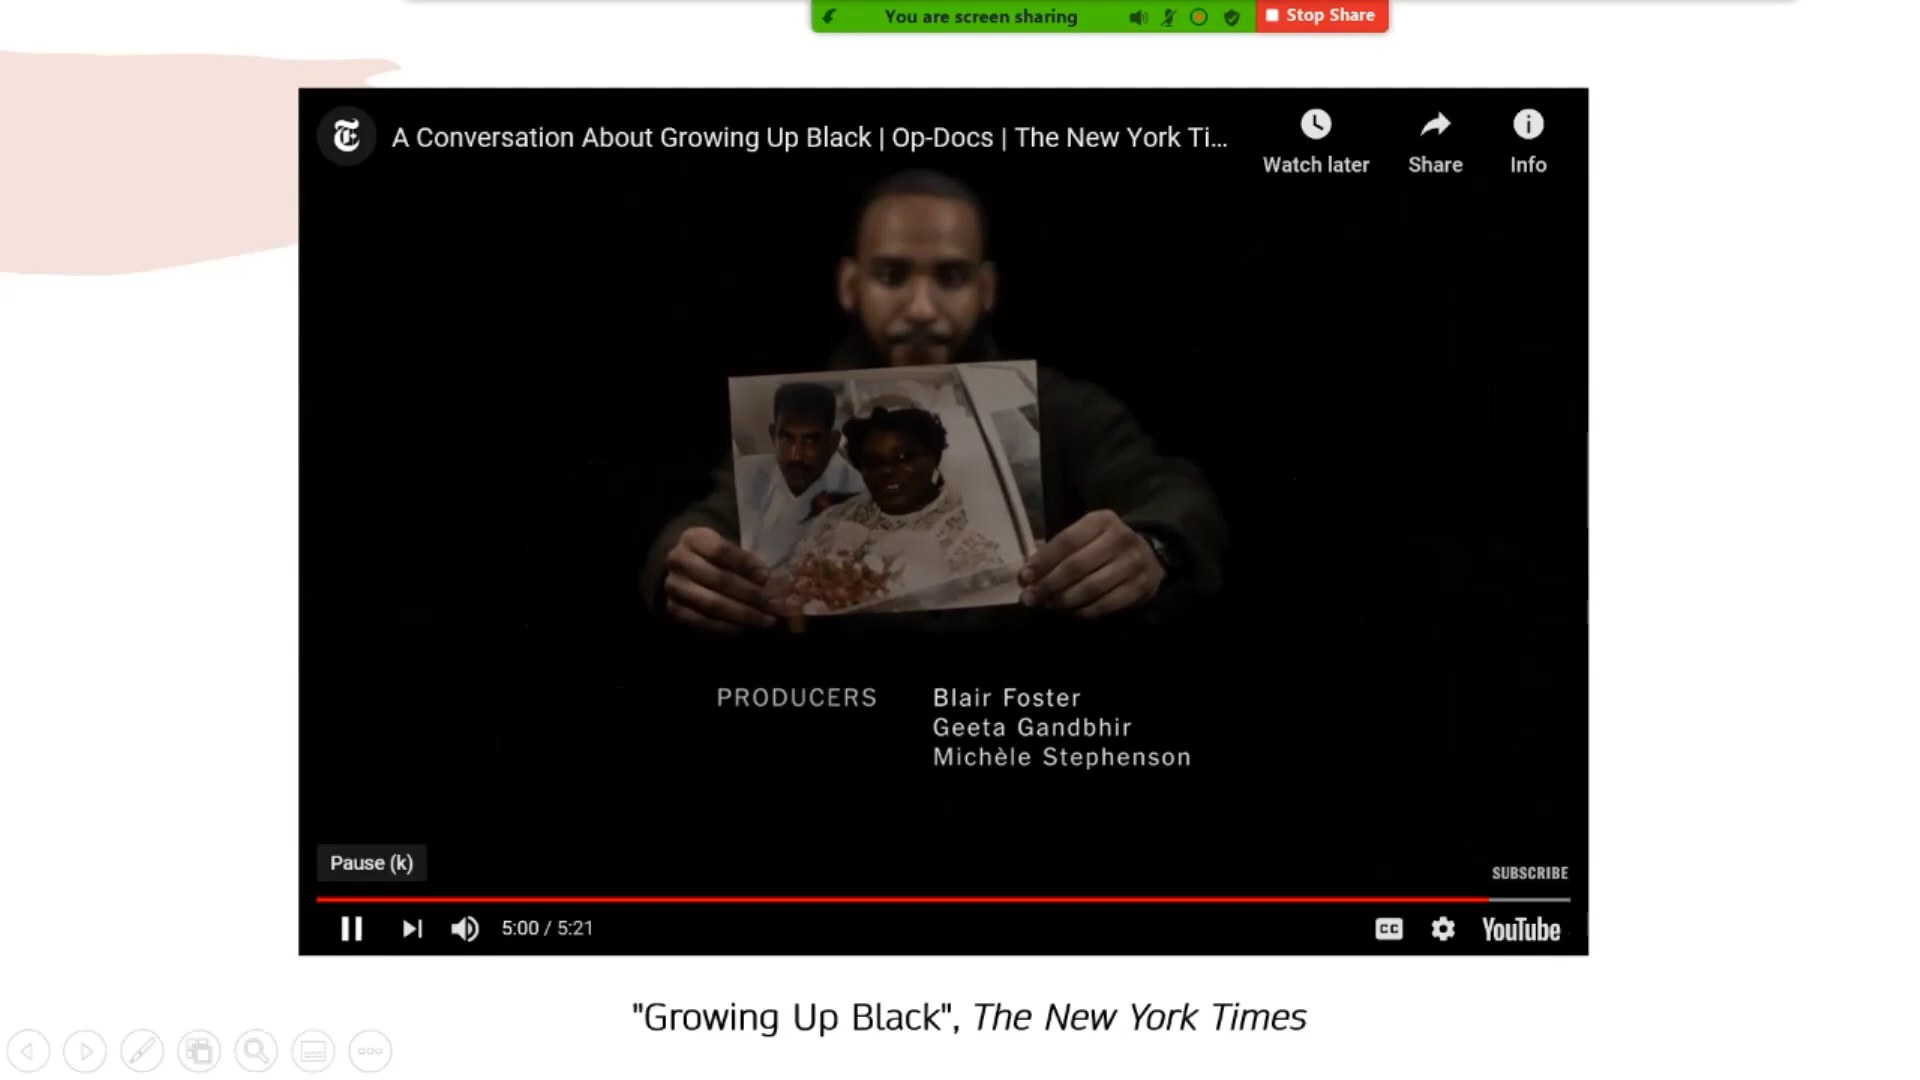 You are screen sharing
Stop Share
A Conversation About Growing Up Black | Op-Docs | The New York Ti...
Watch later
Share
Info
PRODUCERS Blair Foster
Geeta Gandbhir
Michèle Stephenson
Pause (k)
SUBSCRIBE
5:00 / 5:21
CC
YouTube
"Growing Up Black", The New York Times